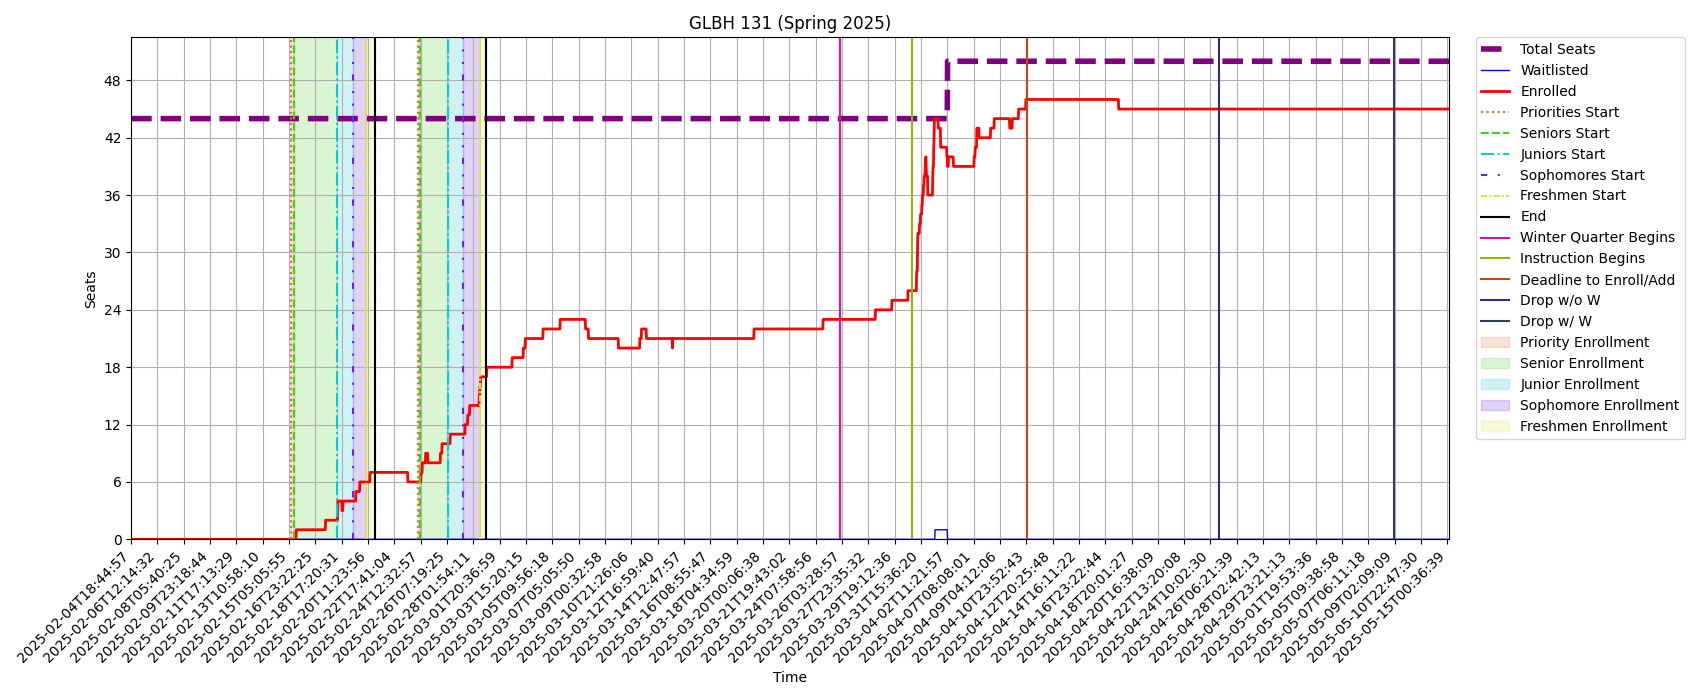 GLBH 131 (Spring 2025)
Seats
48
42
36
30
24
18
12
6
0
2025-02-04T18:44:57
2025-02-06T12:14:32
2025-02-08T05:40:25
2025-02-09T23:18:44
2025-02-11T17:13:29
2025-02-13T10:58:10
2025-02-15T05:05:55
2025-02-16T23:22:25
2025-02-18T17:20:31
2025-02-20T11:23:56
2025-02-22T17:41:04
2025-02-24T12:32:57
2025-02-26T07:19:25
2025-02-28T01:54:11
2025-03-01T20:36:59
2025-03-03T15:20:15
2025-03-05T09:56:18
2025-03-07T05:05:50
2025-03-09T00:32:58
2025-03-10T21:26:06
2025-03-12T16:59:40
2025-03-14T12:47:57
2025-03-16T08:55:47
2025-03-18T04:34:59
2025-03-20T00:06:38
2025-03-21T19:43:02
2025-03-24T07:58:56
2025-03-26T03:28:57
2025-03-27T23:35:32
2025-03-29T19:12:36
2025-03-31T15:36:20
2025-04-02T11:21:57
2025-04-07T08:08:01
2025-04-09T04:12:06
2025-04-10T23:52:43
2025-04-12T20:25:48
2025-04-14T16:11:22
2025-04-16T23:22:44
2025-04-18T20:01:27
2025-04-20T16:38:09
2025-04-22T13:20:08
2025-04-24T10:02:30
2025-04-26T06:21:39
2025-04-28T02:42:13
2025-04-29T23:21:13
2025-05-01T19:53:36
2025-05-05T09:38:58
2025-05-07T06:11:18
2025-05-09T02:09:09
2025-05-10T22:47:30
2025-05-15T00:36:39
Time
Total Seats
Waitlisted
Enrolled
Priorities Start
Seniors Start
Juniors Start
Sophomores Start
Freshmen Start
End
Winter Quarter Begins
Instruction Begins
Deadline to Enroll/Add
Drop w/o W
Drop w/ W
Priority Enrollment
Senior Enrollment
Junior Enrollment
Sophomore Enrollment
Freshmen Enrollment